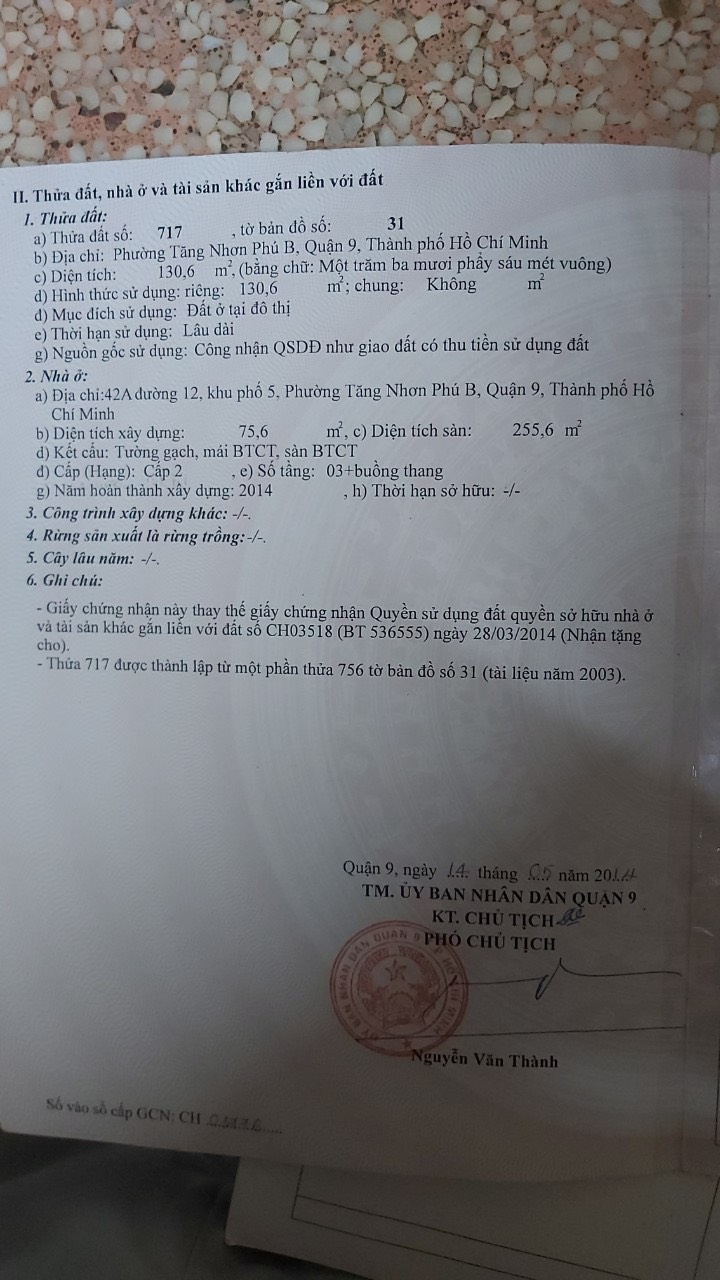 II. Thửa đất, nhà ở và tài sản khác gắn liền với đất
1. Thửa đất:
a) Thửa đất số: 717 , tờ bản đồ số: 31
b) Địa chỉ: Phường Tăng Nhơn Phú B, Quận 9, Thành phố Hồ Chí Minh
c) Diện tích: 130,6 m², (bằng chữ: Một trăm ba mươi phẩy sáu mét vuông)
d) Hình thức sử dụng: riêng: 130,6 m²; chung: Không m²
đ) Mục đích sử dụng: Đất ở tại đô thị
e) Thời hạn sử dụng: Lâu dài
g) Nguồn gốc sử dụng: Công nhận QSDĐ như giao đất có thu tiền sử dụng đất
2. Nhà ở:
a) Địa chỉ:42A đường 12, khu phố 5, Phường Tăng Nhơn Phú B, Quận 9, Thành phố Hồ
Chí Minh
b) Diện tích xây dựng: 75,6 m², c) Diện tích sàn: 255,6 m²
d) Kết cấu: Tường gạch, mái BTCT, sàn BTCT
đ) Cấp (Hạng): Cấp 2 , e) Số tầng: 03+buồng thang
g) Năm hoàn thành xây dựng: 2014 , h) Thời hạn sở hữu: -/-
3. Công trình xây dựng khác: -/-.
4. Rừng sản xuất là rừng trồng:-/-.
5. Cây lâu năm: -/-.
6. Ghi chú:
- Giấy chứng nhận này thay thế giấy chứng nhận Quyền sử dụng đất quyền sở hữu nhà ở
và tài sản khác gắn liền với đất số CH03518 (BT 536555) ngày 28/03/2014 (Nhận tặng
cho).
- Thửa 717 được thành lập từ một phần thửa 756 tờ bản đồ số 31 (tài liệu năm 2003).
Quận 9, ngày 14 tháng 05 năm 2014
TM. ỦY BAN NHÂN DÂN QUẬN 9
KT. CHỦ TỊCH
PHÓ CHỦ TỊCH
Nguyễn Văn Thành
Số vào sổ cấp GCN: CH